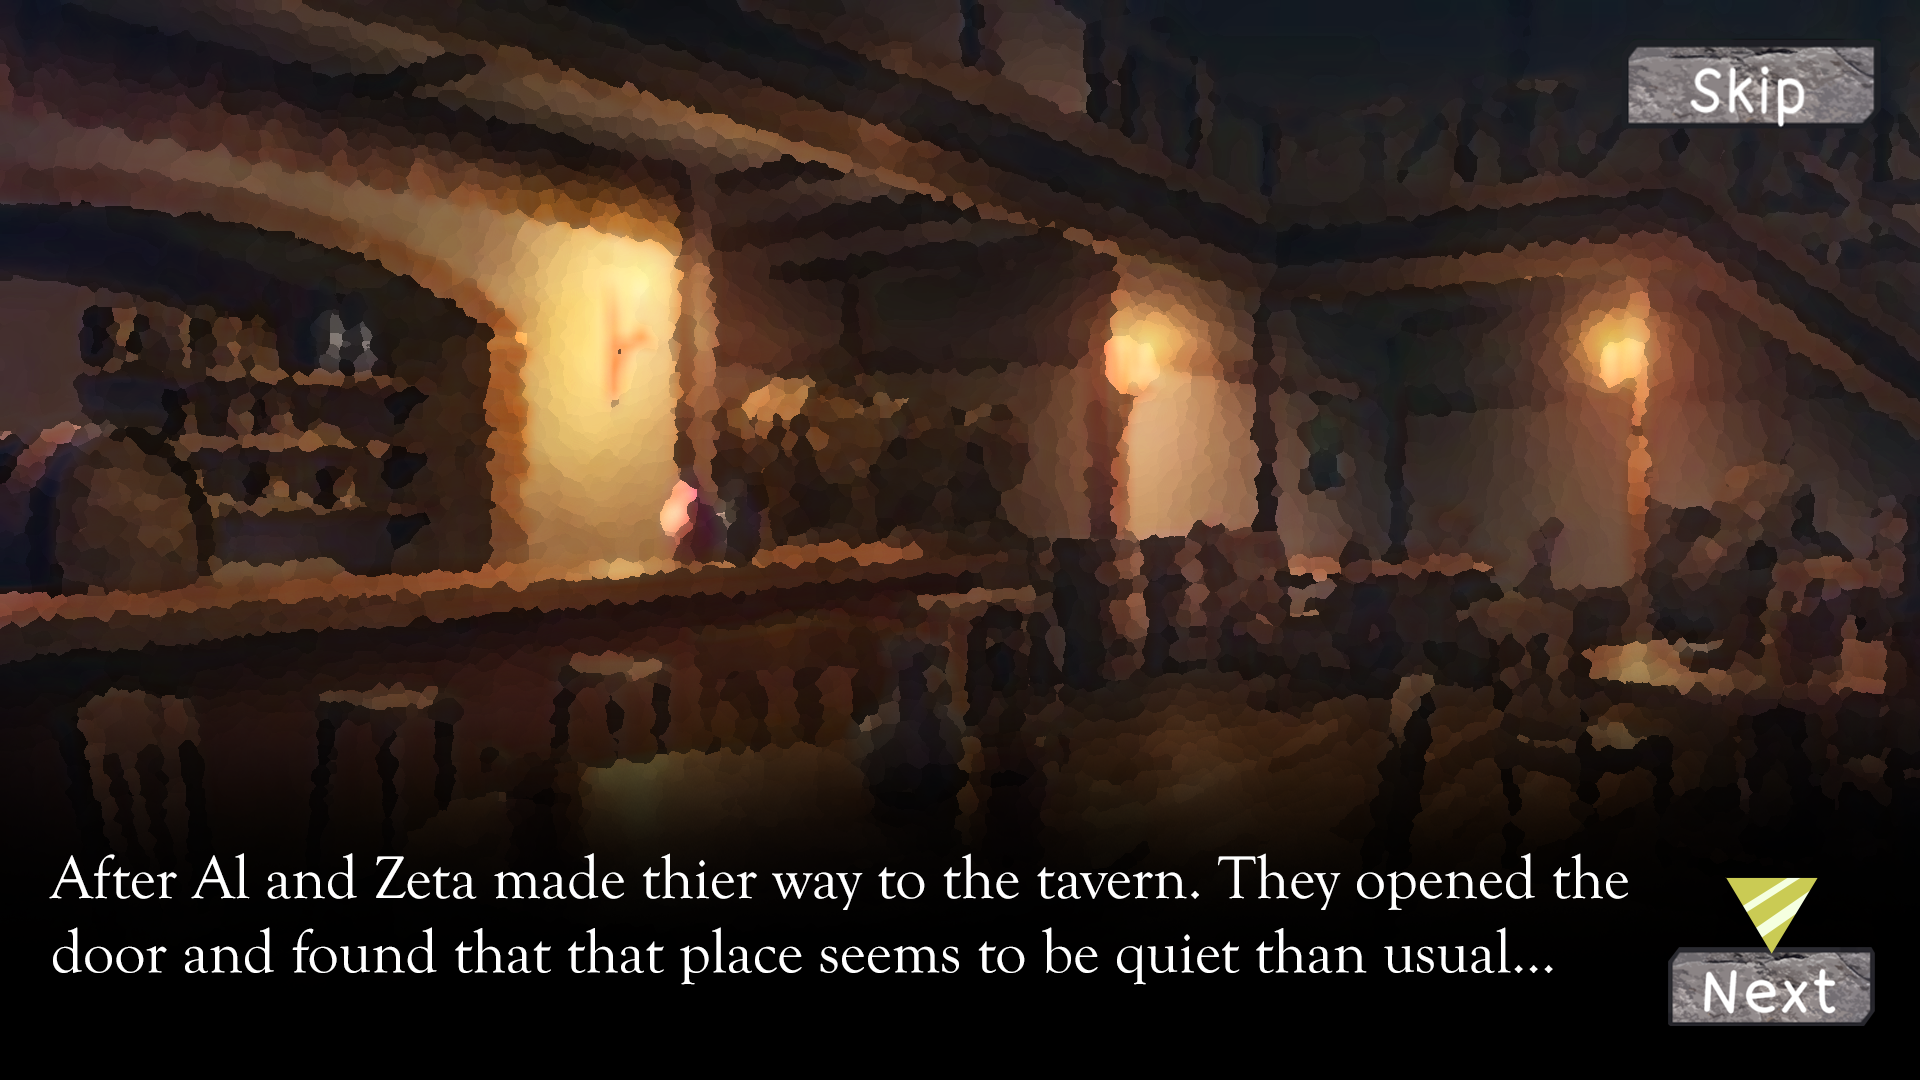 Skip
After Al and Zeta made thier way to the tavern. They opened the
door and found that that place seems to be quiet than usual...
Next